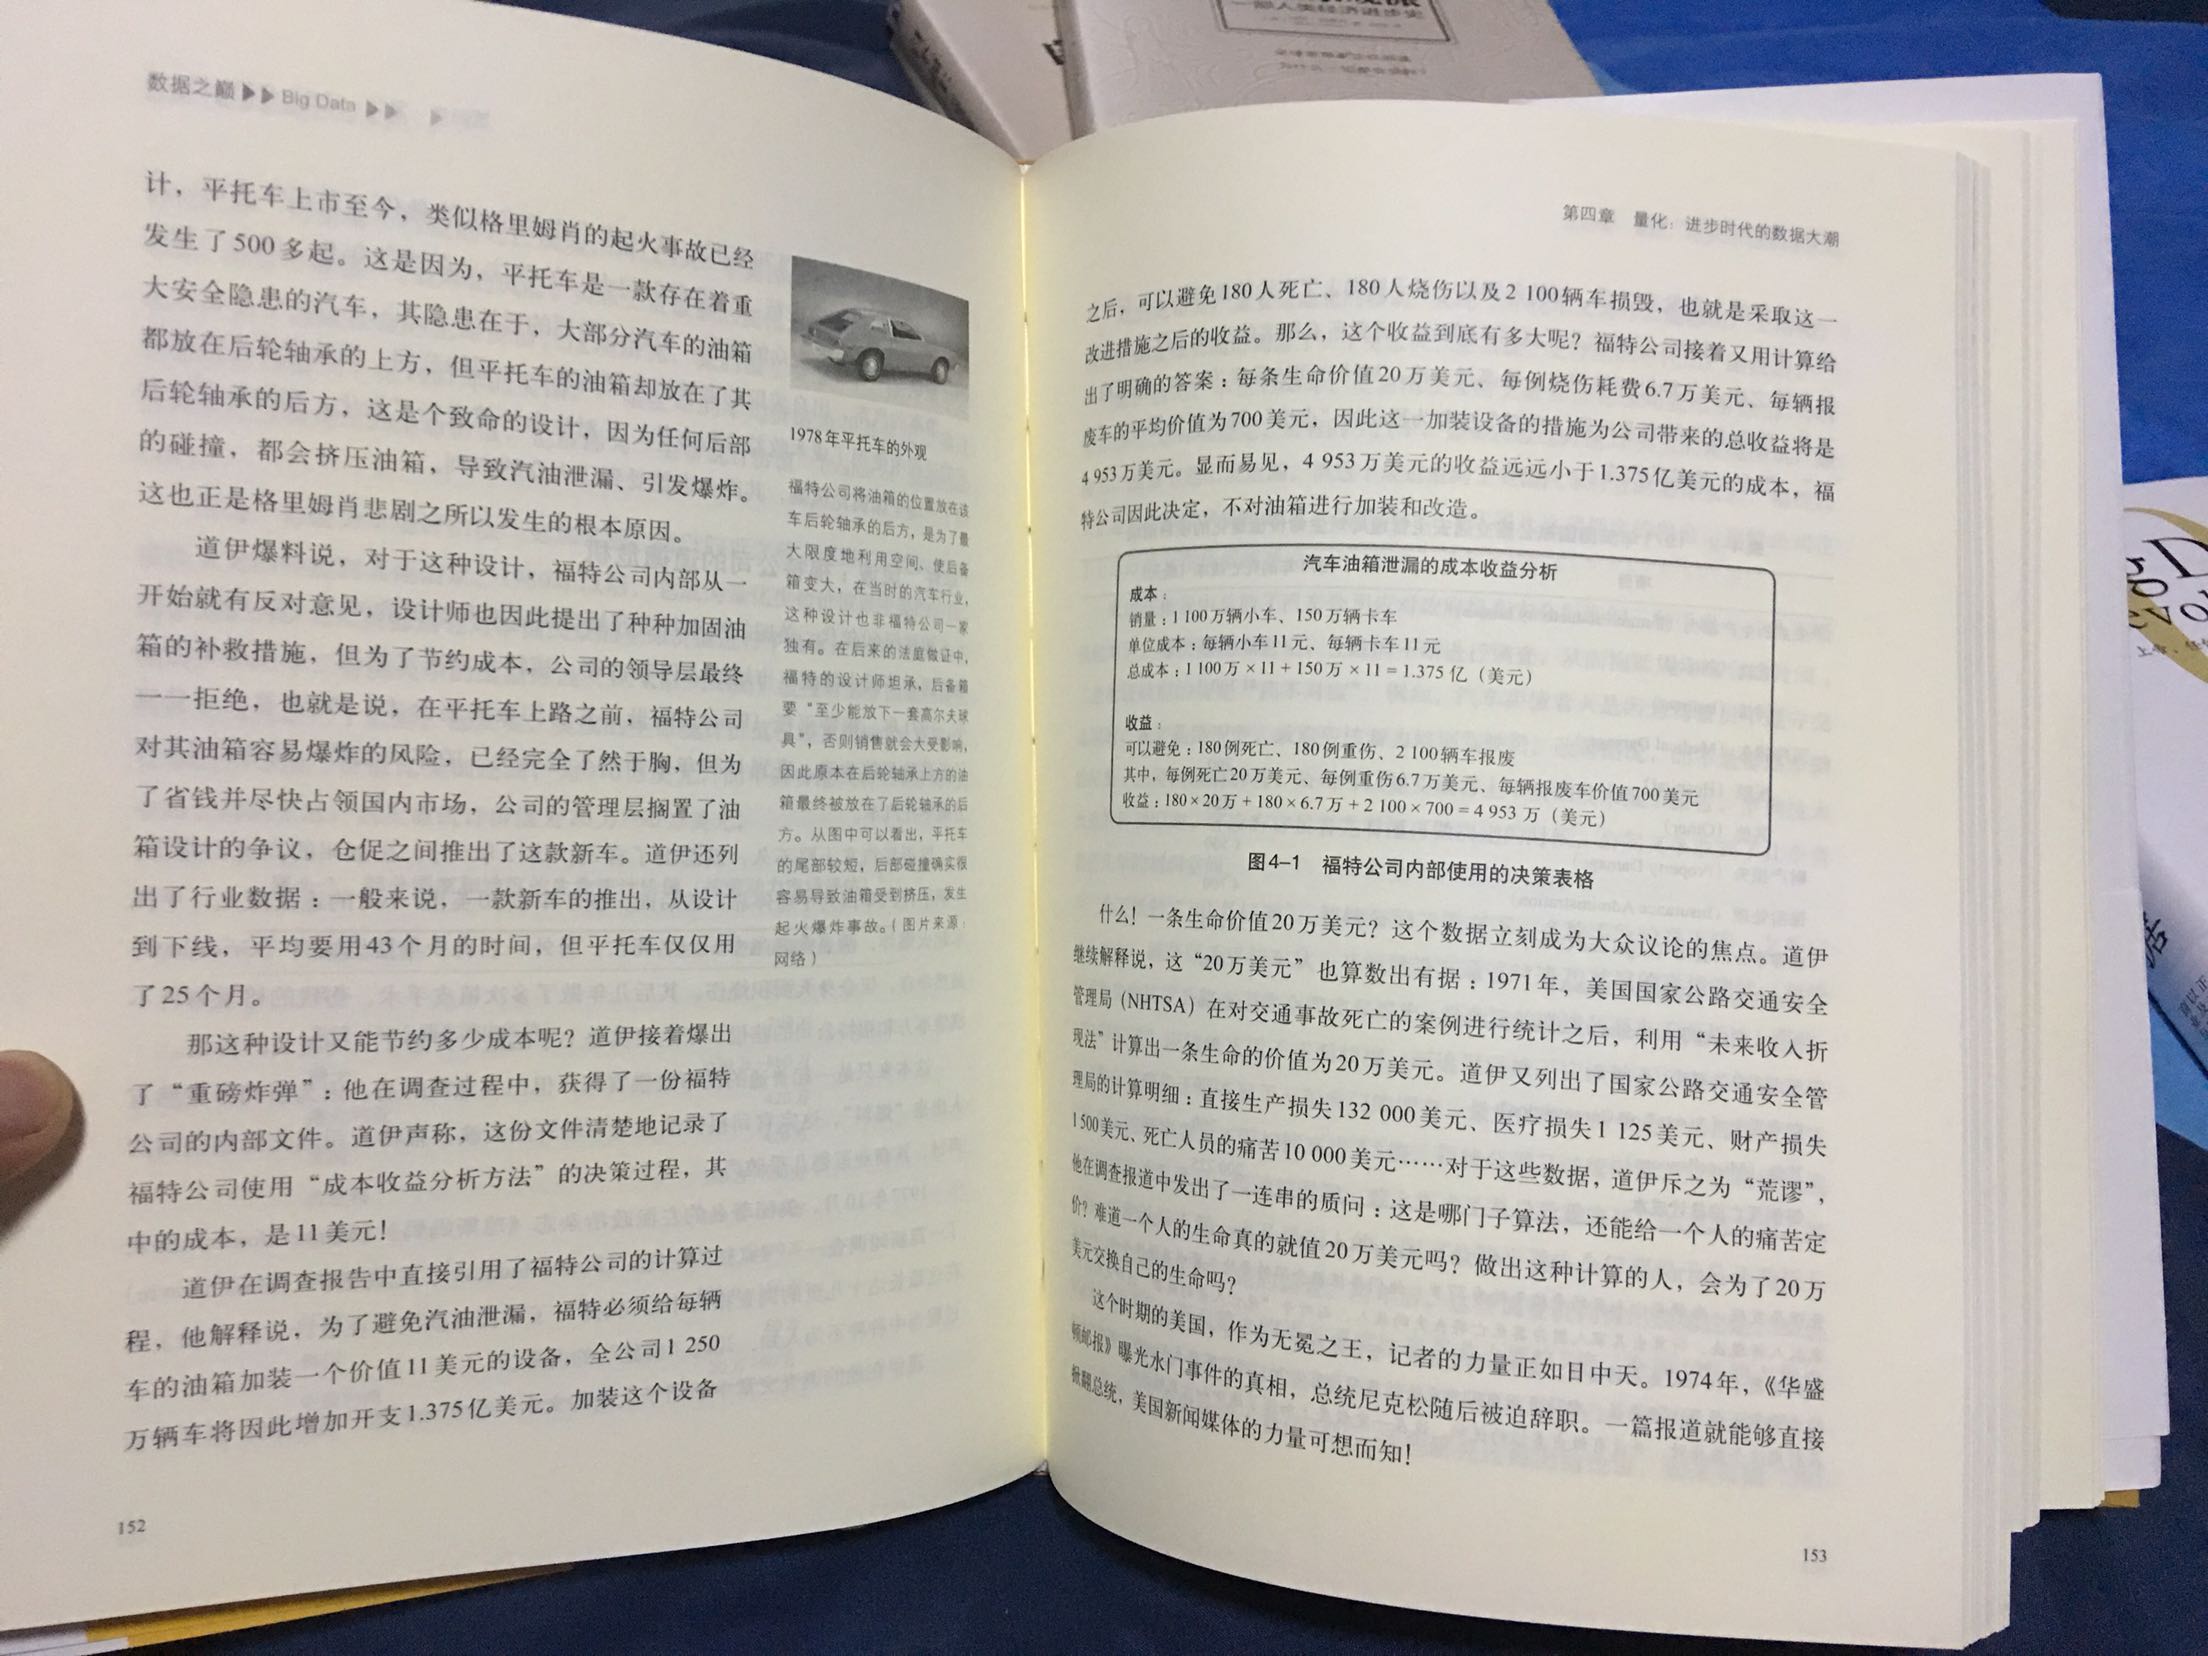 数据之巅 Big Data
计，平托车上市至今，类似格里姆肖的起火事故已经
发生了500多起。这是因为，平托车是一款存在着重
大安全隐患的汽车，其隐患在于，大部分汽车的油箱
都放在后轮轴承的上方，但平托车的油箱却放在了其
后轮轴承的后方，这是个致命的设计，因为任何后部
的碰撞，都会挤压油箱，导致汽油泄漏、引发爆炸。
这也正是格里姆肖悲剧之所以发生的根本原因。
道伊爆料说，对于这种设计，福特公司内部从一
开始就有反对意见，设计师也因此提出了种种加固油
箱的补救措施，但为了节约成本，公司的领导层最终
一一拒绝，也就是说，在平托车上路之前，福特公司
对其油箱容易爆炸的风险，已经完全了然于胸，但为
了省钱并尽快占领国内市场，公司的管理层搁置了油
箱设计的争议，仓促之间推出了这款新车。道伊还列
出了行业数据：一般来说，一款新车的推出，从设计
到下线，平均要用43个月的时间，但平托车仅仅用
了25个月。
那这种设计又能节约多少成本呢？道伊接着爆出
了“重磅炸弹”：他在调查过程中，获得了一份福特
公司的内部文件。道伊声称，这份文件清楚地记录了
福特公司使用“成本收益分析方法”的决策过程，其
中的成本，是11美元！
道伊在调查报告中直接引用了福特公司的计算过
程，他解释说，为了避免汽油泄漏，福特必须给每辆
车的油箱加装一个价值11美元的设备，全公司1 250
万辆车将因此增加开支1.375亿美元。加装这个设备
1978年平托车的外观
福特公司将油箱的位置放在该
车后轮轴承的后方，是为了最
大限度地利用空间、使后备
箱变大，在当时的汽车行业，
这种设计也非福特公司一家
独有。在后来的法庭做证中，
福特的设计师坦承，后备箱
要“至少能放下一套高尔夫球
具”，否则销售就会大受影响，
因此原本在后轮轴承上方的油
箱最终被放在了后轮轴承的后
方。从图中可以看出，平托车
的尾部较短，后部碰撞确实很
容易导致油箱受到挤压，发生
起火爆炸事故。（图片来源：
网络）
152
第四章 量化：进步时代的数据大潮
之后，可以避免180人死亡、180人烧伤以及2 100辆车损毁，也就是采取这一
改进措施之后的收益。那么，这个收益到底有多大呢？福特公司接着又用计算给
出了明确的答案：每条生命价值20万美元、每例烧伤耗费6.7万美元、每辆报
废车的平均价值为700美元，因此这一加装设备的措施为公司带来的总收益将是
4 953万美元。显而易见，4 953万美元的收益远远小于1.375亿美元的成本，福
特公司因此决定，不对油箱进行加装和改造。
汽车油箱泄漏的成本收益分析
成本：
销量：1 100万辆小车、150万辆卡车
单位成本：每辆小车11元、每辆卡车11元
总成本：1 100万×11＋150万×11＝1.375亿（美元）
收益：
可以避免：180例死亡、180例重伤、2 100辆车报废
其中，每例死亡20万美元、每例重伤6.7万美元、每辆报废车价值700美元
收益：180×20万＋180×6.7万＋2 100×700＝4 953万（美元）
图4–1 福特公司内部使用的决策表格
什么！一条生命价值20万美元？这个数据立刻成为大众议论的焦点。道伊
继续解释说，这“20万美元”也算数出有据：1971年，美国国家公路交通安全
管理局（NHTSA）在对交通事故死亡的案例进行统计之后，利用“未来收入折
现法”计算出一条生命的价值为20万美元。道伊又列出了国家公路交通安全管
理局的计算明细：直接生产损失132 000美元、医疗损失1 125美元、财产损失
1 500美元、死亡人员的痛苦10 000美元……对于这些数据，道伊斥之为“荒谬”，
他在调查报道中发出了一连串的质问：这是哪门子算法，还能给一个人的痛苦定
价？难道一个人的生命真的就值20万美元吗？做出这种计算的人，会为了20万
美元交换自己的生命吗？
这个时期的美国，作为无冕之王，记者的力量正如日中天。1974年，《华盛
顿邮报》曝光水门事件的真相，总统尼克松随后被迫辞职。一篇报道就能够直接
掀翻总统，美国新闻媒体的力量可想而知！
153